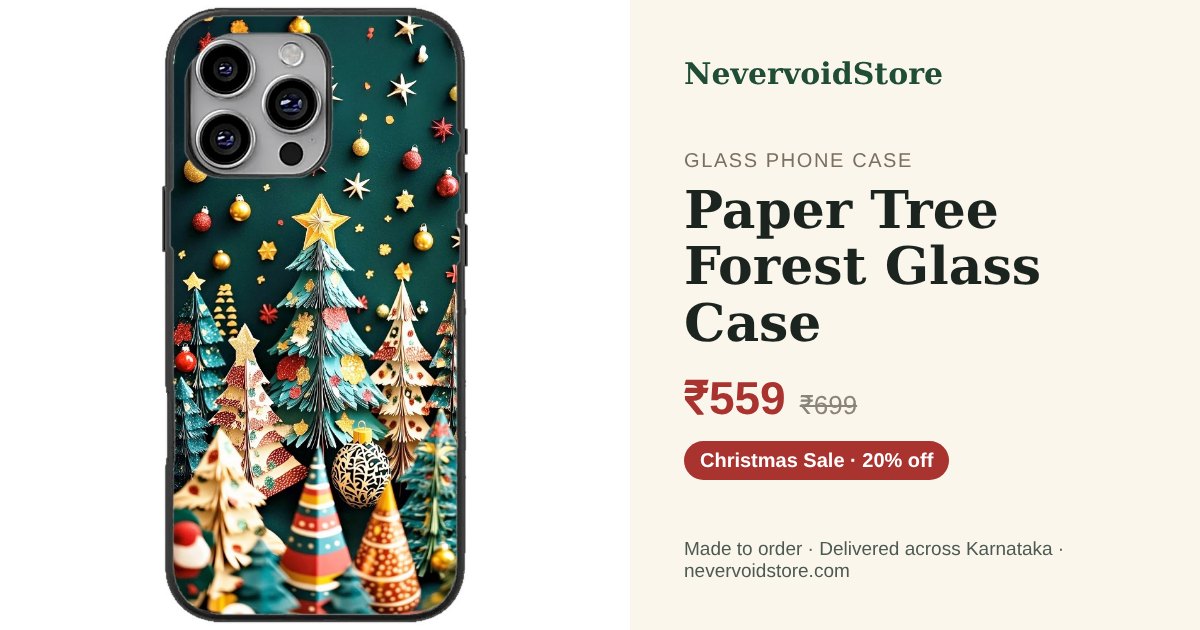 NevervoidStore
GLASS PHONE CASE
Paper Tree
Forest Glass
Case
₹559 ₹699
Christmas Sale · 20% off
Made to order · Delivered across Karnataka ·
nevervoidstore.com